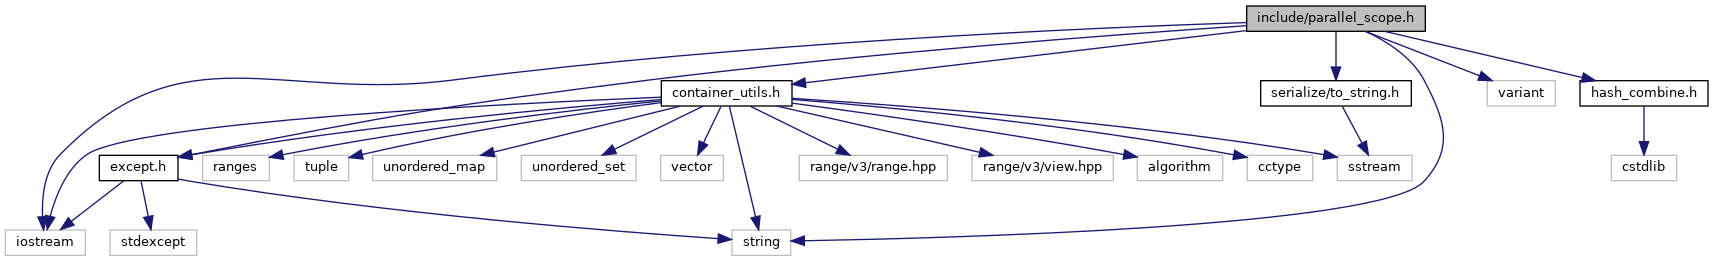 include/parallel_scope.h
container_utils.h
serialize/to_string.h
variant
hash_combine.h
except.h
ranges
tuple
unordered_map
unordered_set
vector
range/v3/range.hpp
range/v3/view.hpp
algorithm
cctype
sstream
cstdlib
iostream
stdexcept
string